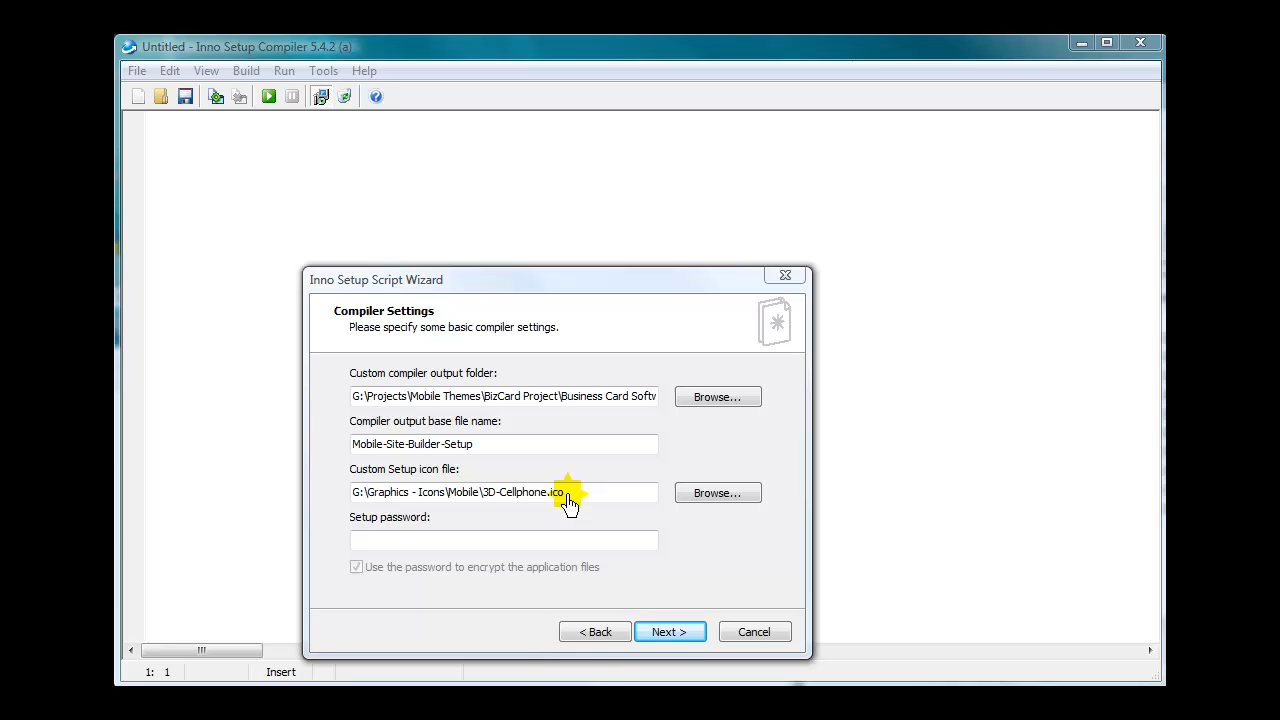 Untitled - Inno Setup Compiler 5.4.2 (a)
File Edit View Build Run Tools Help
Inno Setup Script Wizard
Compiler Settings
Please specify some basic compiler settings.
Custom compiler output folder:
G:\Projects\Mobile Themes\BizCard Project\Business Card Softw
Browse...
Compiler output base file name:
Mobile-Site-Builder-Setup
Custom Setup icon file:
G:\Graphics - Icons\Mobile\3D-Cellphone.ico
Browse...
Setup password:
Use the password to encrypt the application files
< Back Next > Cancel
1: 1 Insert